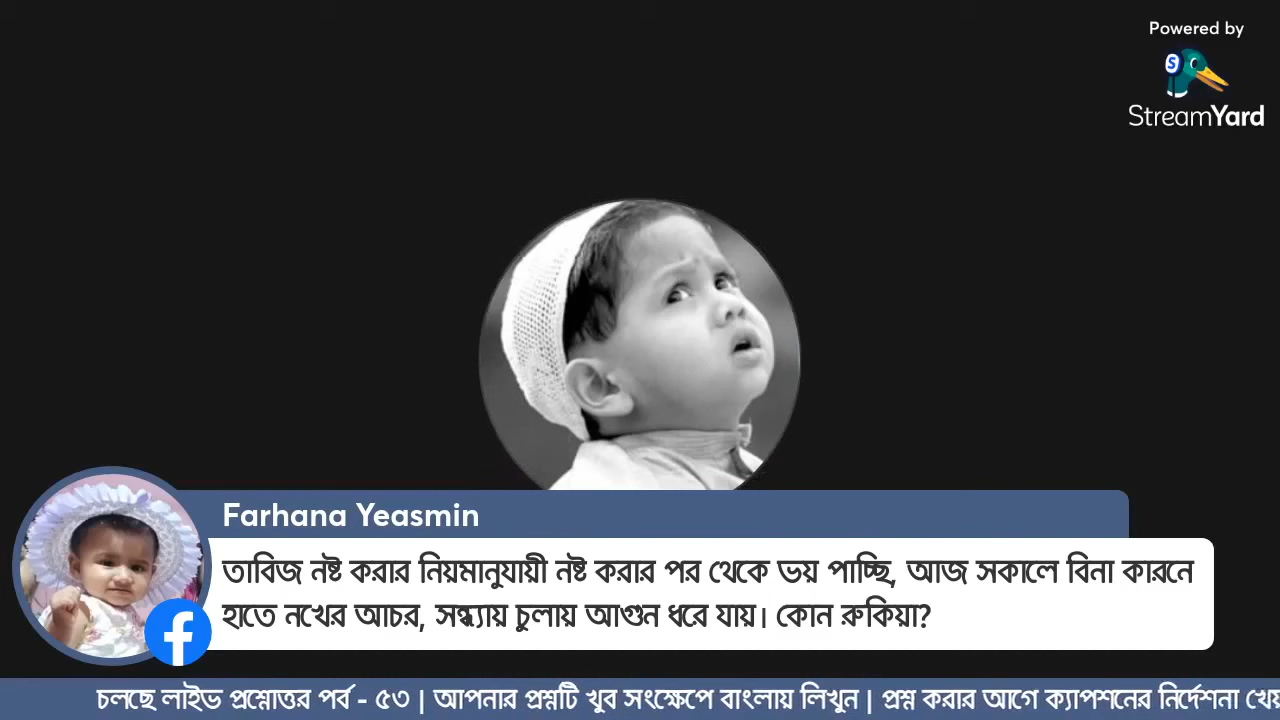 Powered by
StreamYard
Farhana Yeasmin
তাবিজ নষ্ট করার নিয়মানুযায়ী নষ্ট করার পর থেকে ভয় পাচ্ছি, আজ সকালে বিনা কারনে
হাতে নখের আচর, সন্ধ্যায় চুলায় আগুন ধরে যায়। কোন রুকিয়া?
চলছে লাইভ প্রশ্নোত্তর পর্ব - ৫৩ | আপনার প্রশ্নটি খুব সংক্ষেপে বাংলায় লিখুন | প্রশ্ন করার আগে ক্যাপশনের নির্দেশনা